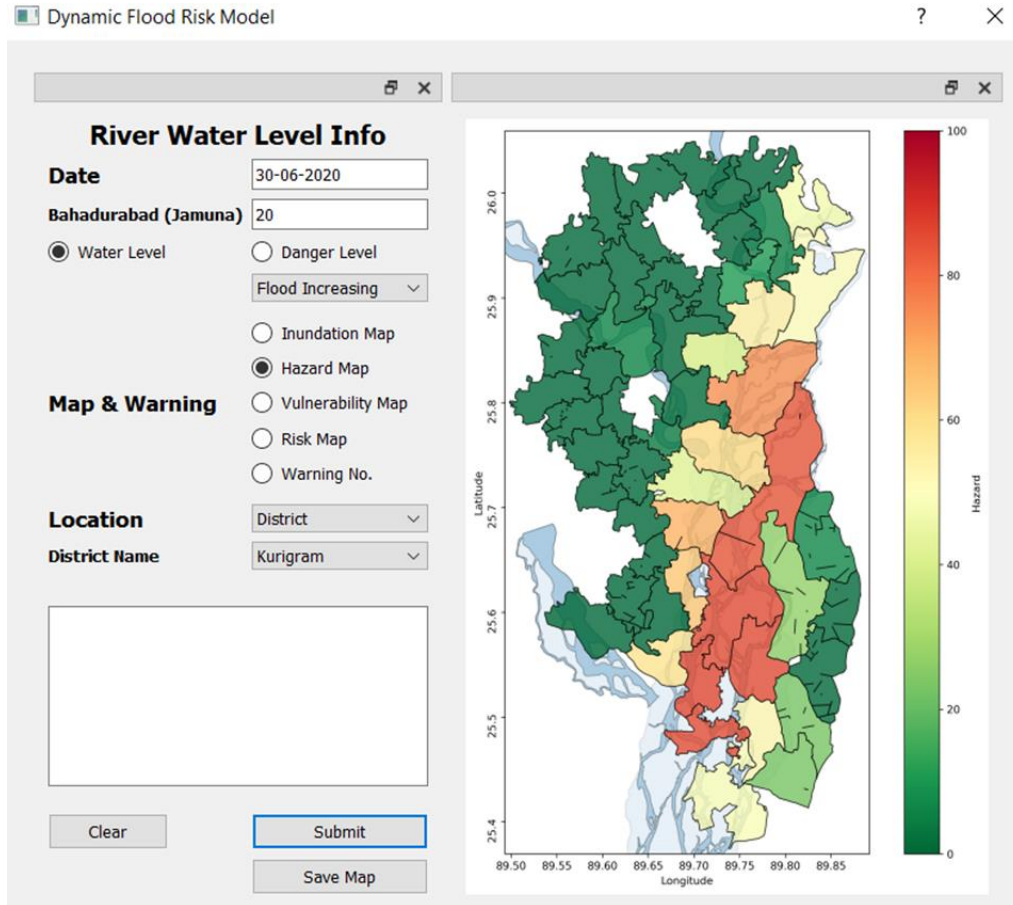 Dynamic Flood Risk Model
?
River Water Level Info
Date
30-06-2020
Bahadurabad (Jamuna)
20
Water Level
Danger Level
Flood Increasing
Inundation Map
Hazard Map
Map & Warning
Vulnerability Map
Risk Map
Warning No.
Location
District
District Name
Kurigram
Clear
Submit
Save Map
26.0
25.9
25.8
25.7
25.6
25.5
25.4
Latitude
89.50 89.55 89.60 89.65 89.70 89.75 89.80 89.85
Longitude
100
80
60
40
20
0
Hazard